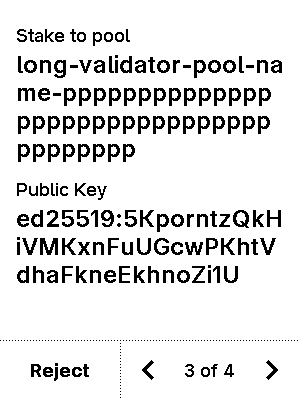 Stake to pool
long-validator-pool-na
me-pppppppppppppp
ppppppppppppppppp
pppppppp
Public Key
ed25519:5KporntzQkH
iVMKxnFuUGcwPKhtV
dhaFkneEkhnoZi1U
Reject
3 of 4